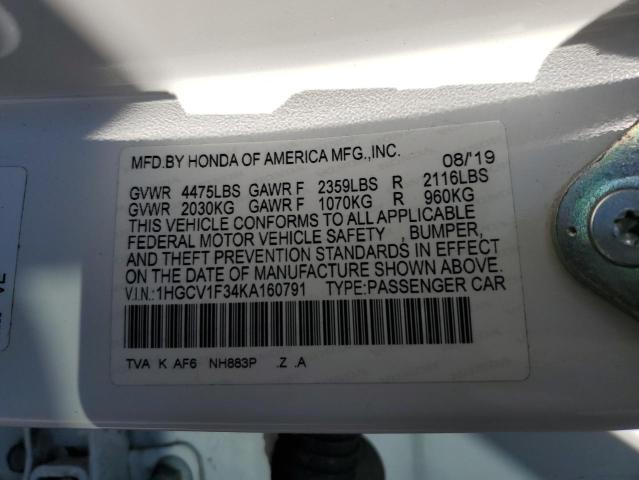 MFD.BY HONDA OF AMERICA MFG.,INC. 08/'19
GVWR 4475LBS GAWR F 2359LBS R 2116LBS
GVWR 2030KG GAWR F 1070KG R 960KG
THIS VEHICLE CONFORMS TO ALL APPLICABLE
FEDERAL MOTOR VEHICLE SAFETY , BUMPER,
AND THEFT PREVENTION STANDARDS IN EFFECT
ON THE DATE OF MANUFACTURE SHOWN ABOVE.
V.I.N.:1HGCV1F34KA160791 TYPE:PASSENGER CAR
TVA K AF6 NH883P .Z .A